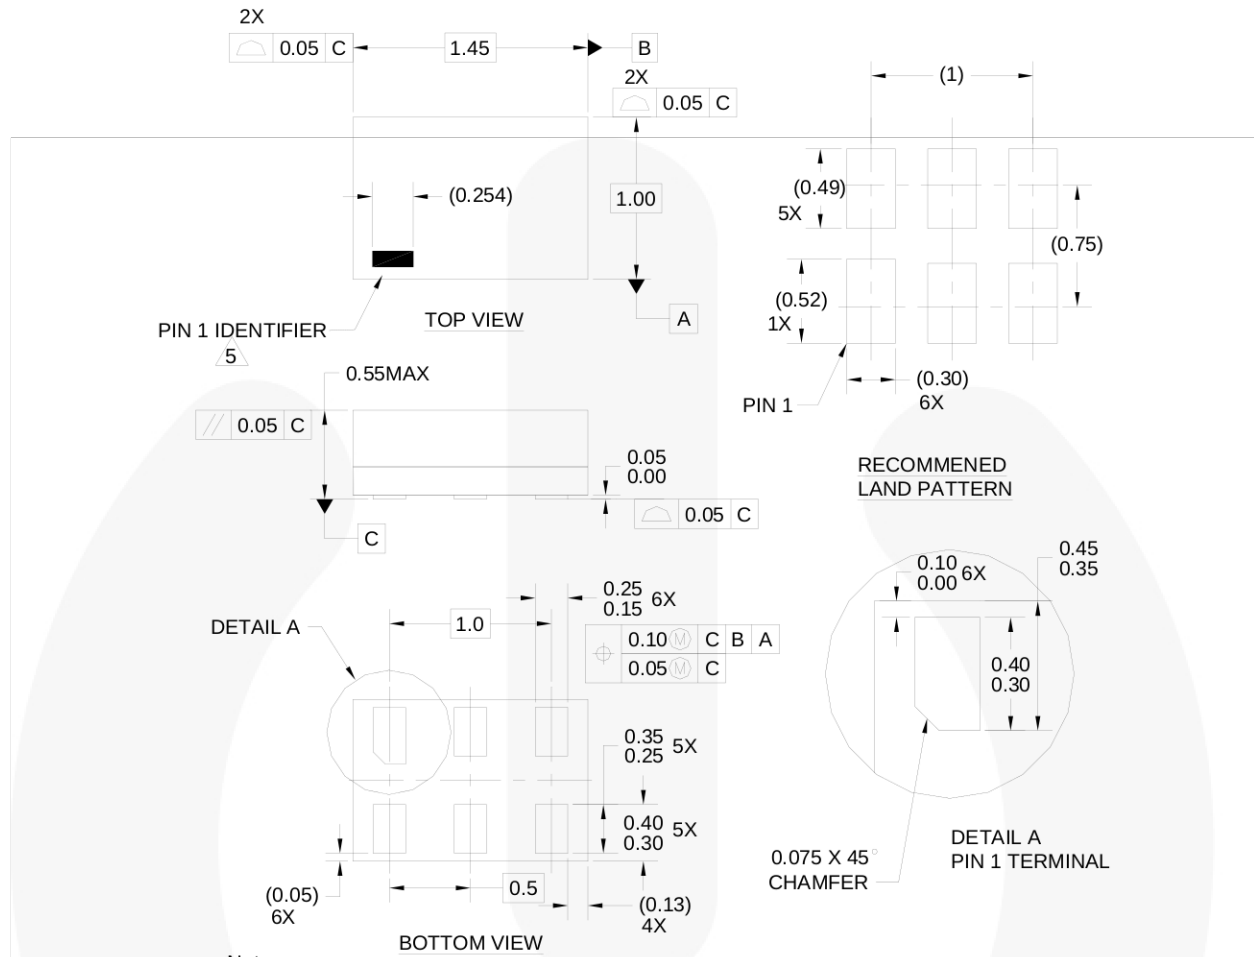 2X
0.05 C
1.45
B
2X
0.05 C
(0.254)
1.00
PIN 1 IDENTIFIER
5
TOP VIEW
A
(1)
(0.49)
5X
(0.75)
(0.52)
1X
PIN 1
(0.30)
6X
RECOMMENED
LAND PATTERN
0.55MAX
// 0.05 C
0.05
0.00
0.05 C
C
DETAIL A
1.0
0.25
0.15 6X
0.10 Ⓜ C B A
0.05 Ⓜ C
0.35
0.25 5X
0.40
0.30 5X
(0.05)
6X
0.5
(0.13)
4X
BOTTOM VIEW
0.10
0.00 6X
0.45
0.35
0.40
0.30
0.075 X 45°
CHAMFER
DETAIL A
PIN 1 TERMINAL